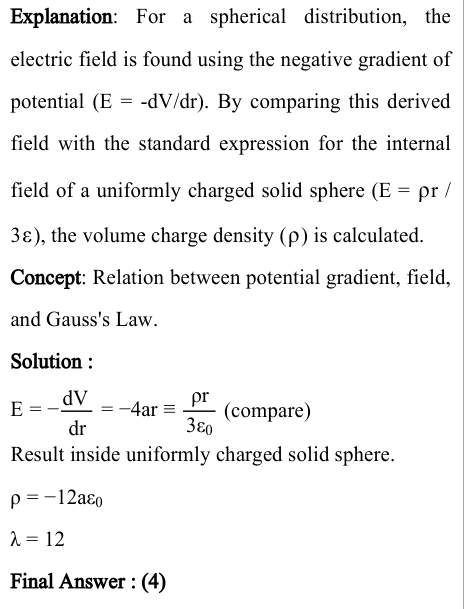 Explanation: For a spherical distribution, the
electric field is found using the negative gradient of
potential (E = -dV/dr). By comparing this derived
field with the standard expression for the internal
field of a uniformly charged solid sphere (E = ρr /
3ε), the volume charge density (ρ) is calculated.
Concept: Relation between potential gradient, field,
and Gauss's Law.
Solution :
E = −dV/dr = −4ar ≡ ρr/3ε₀ (compare)
Result inside uniformly charged solid sphere.
ρ = −12aε₀
λ = 12
Final Answer : (4)